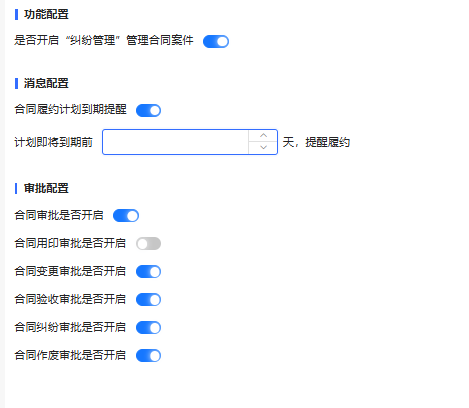 功能配置
是否开启“纠纷管理”管理合同案件
消息配置
合同履约计划到期提醒
计划即将到期前 天，提醒履约
审批配置
合同审批是否开启
合同用印审批是否开启
合同变更审批是否开启
合同验收审批是否开启
合同纠纷审批是否开启
合同作废审批是否开启